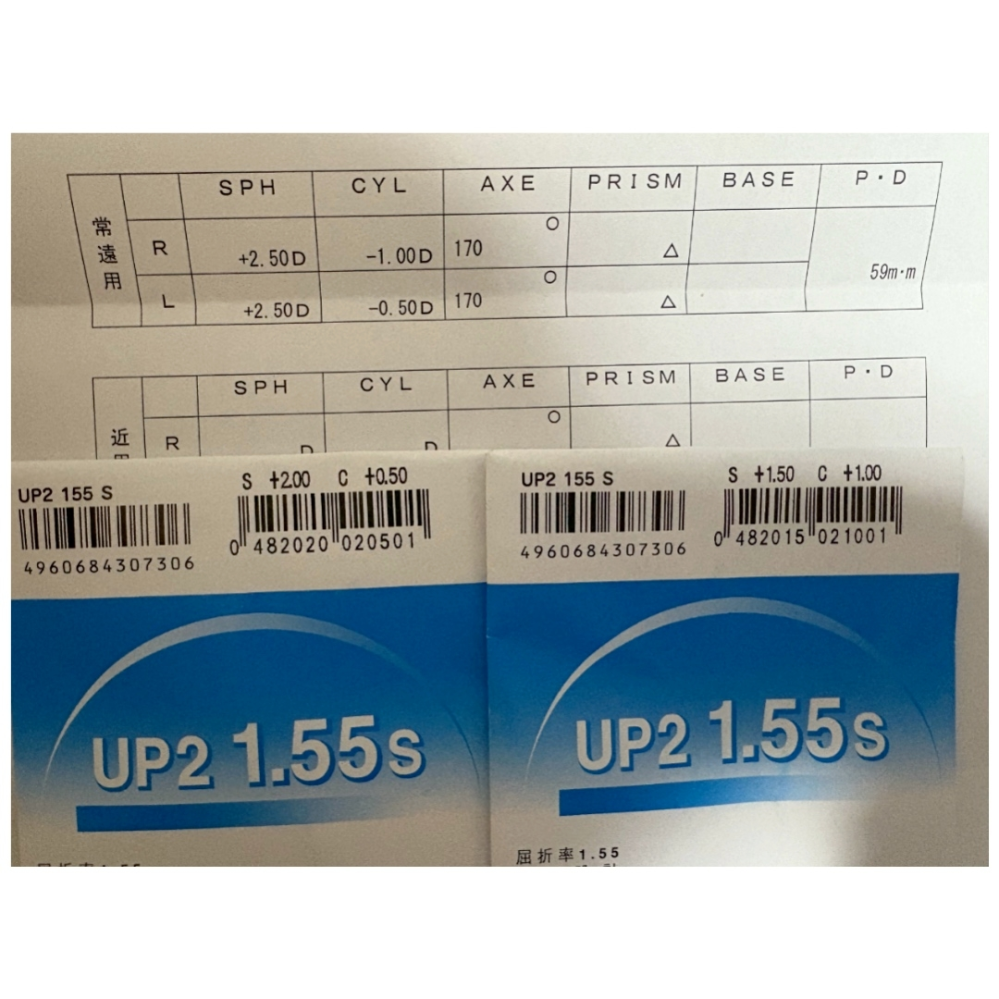 SPH CYL AXE PRISM BASE P・D
常遠用
R +2.50D -1.00D 170 ○ △
59m・m
L +2.50D -0.50D 170 ○ △
SPH CYL AXE PRISM BASE P・D
近
R D D ○ △
UP2 155 S S +2.00 C +0.50
4960684307306 0 482020 020501
UP2 1.55S
UP2 155 S S +1.50 C +1.00
4960684307306 0 482015 021001
UP2 1.55S
屈折率1.55